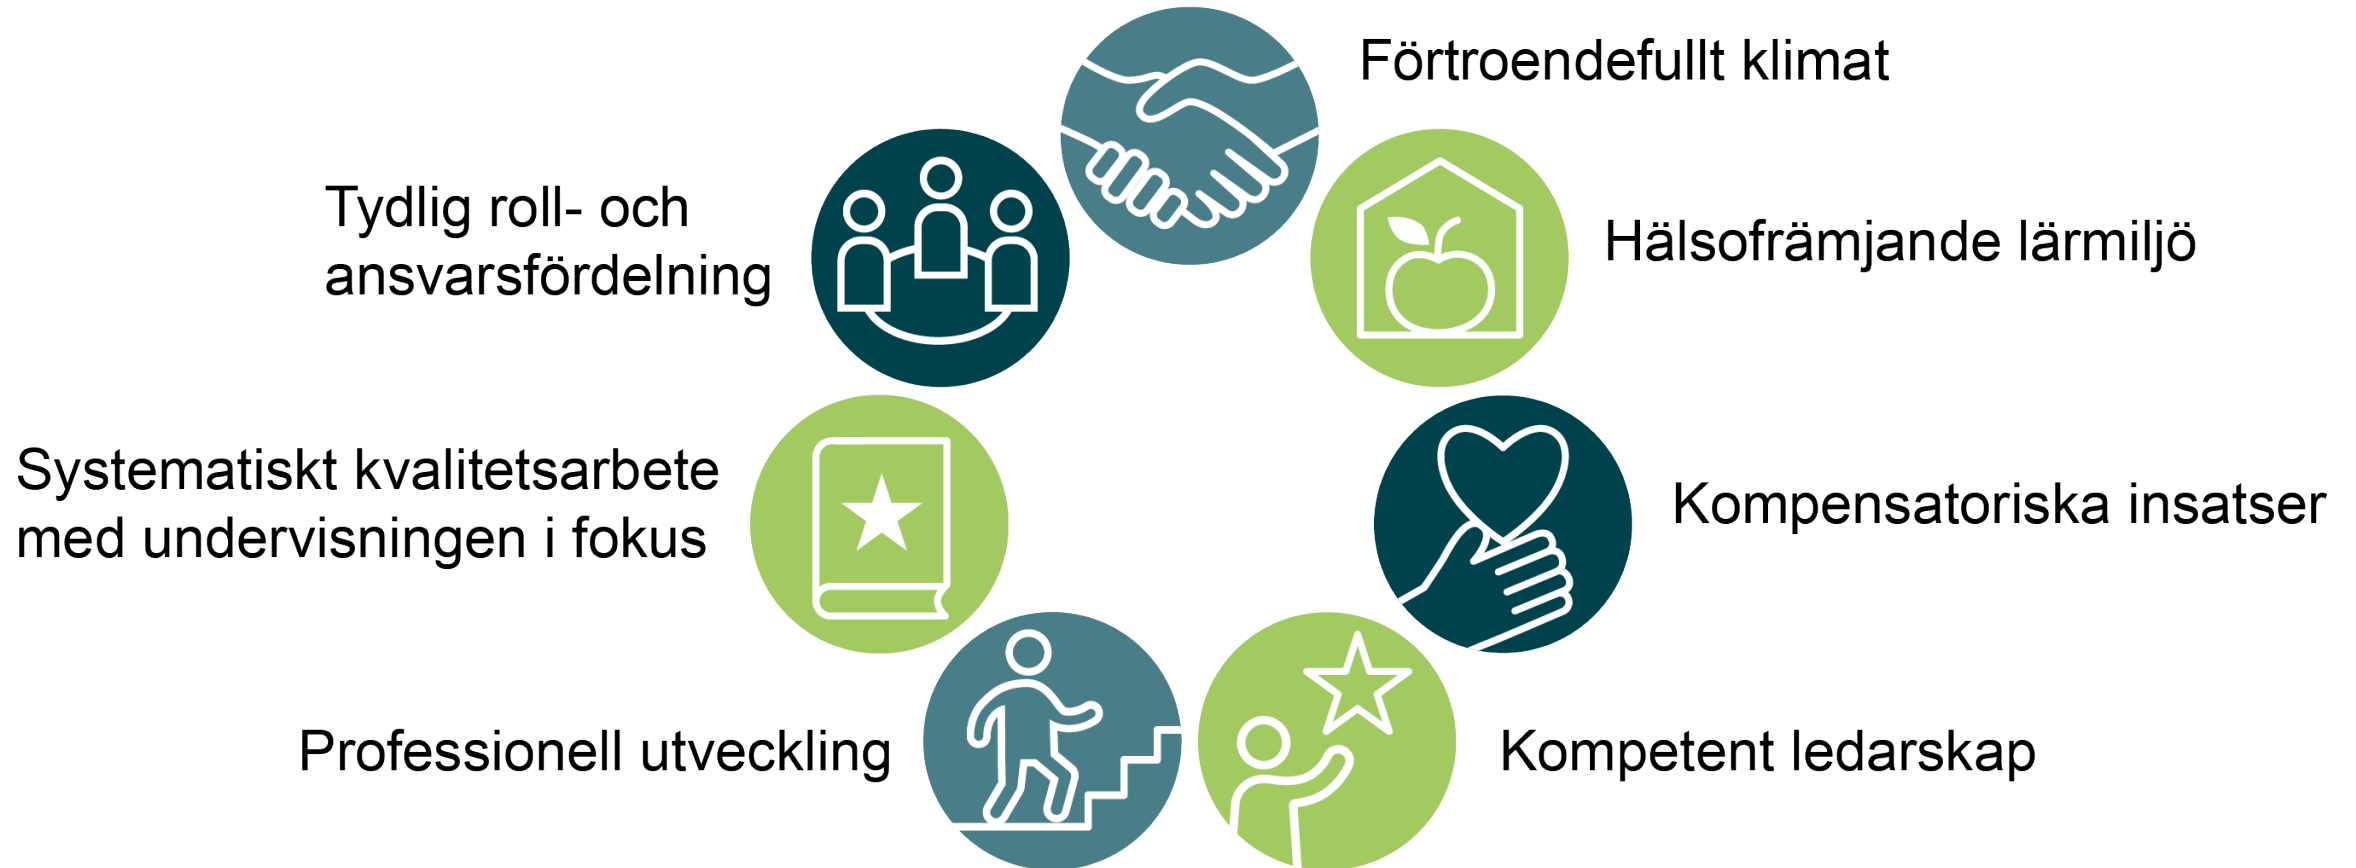 Förtroendefullt klimat
Tydlig roll- och
ansvarsfördelning
Hälsofrämjande lärmiljö
Systematiskt kvalitetsarbete
med undervisningen i fokus
Kompensatoriska insatser
Professionell utveckling
Kompetent ledarskap